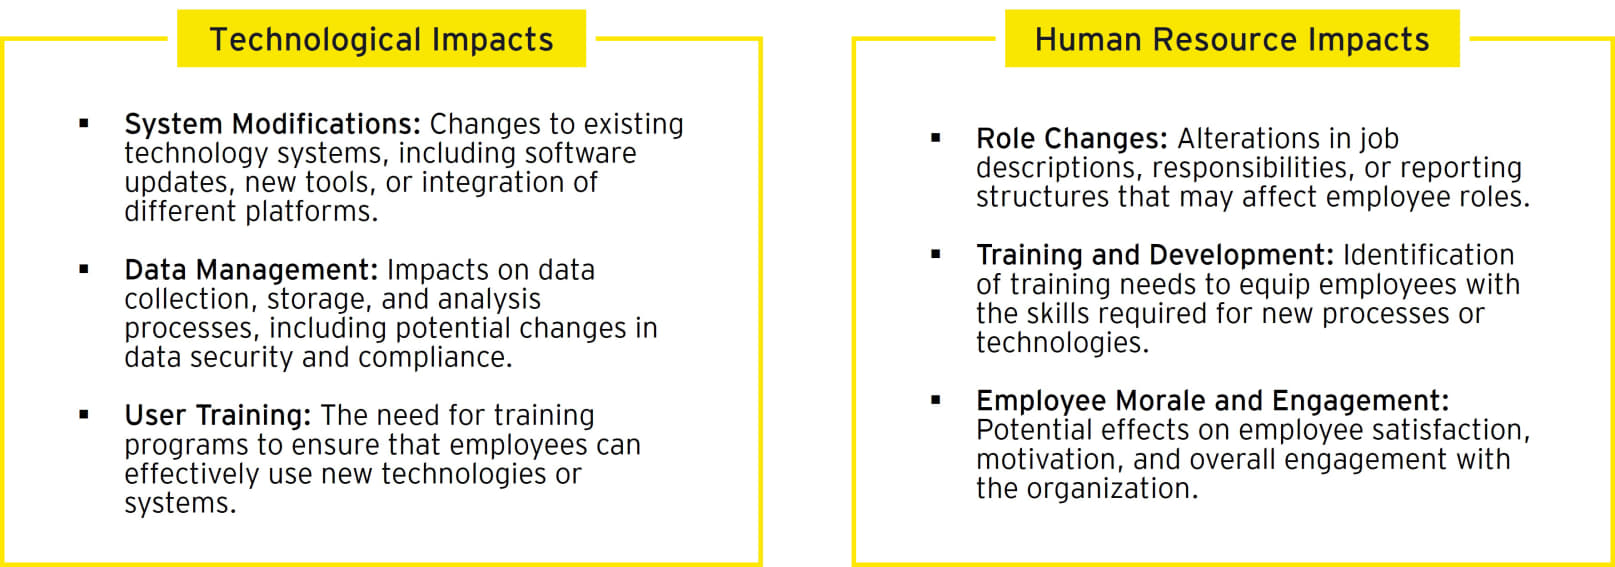 Technological Impacts
▪ System Modifications: Changes to existing
technology systems, including software
updates, new tools, or integration of
different platforms.
▪ Data Management: Impacts on data
collection, storage, and analysis
processes, including potential changes in
data security and compliance.
▪ User Training: The need for training
programs to ensure that employees can
effectively use new technologies or
systems.
Human Resource Impacts
▪ Role Changes: Alterations in job
descriptions, responsibilities, or reporting
structures that may affect employee roles.
▪ Training and Development: Identification
of training needs to equip employees with
the skills required for new processes or
technologies.
▪ Employee Morale and Engagement:
Potential effects on employee satisfaction,
motivation, and overall engagement with
the organization.